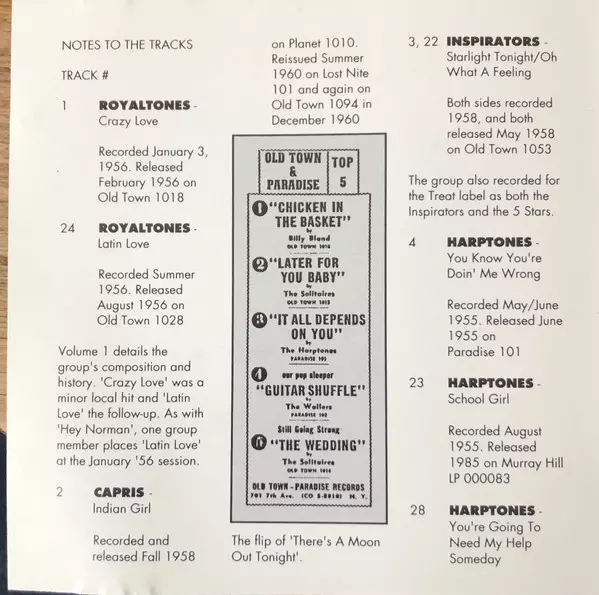 NOTES TO THE TRACKS
TRACK #
1 ROYALTONES -
Crazy Love
Recorded January 3,
1956. Released
February 1956 on
Old Town 1018
24 ROYALTONES -
Latin Love
Recorded Summer
1956. Released
August 1956 on
Old Town 1028
Volume 1 details the
group's composition and
history. 'Crazy Love' was a
minor local hit and 'Latin
Love' the follow-up. As with
'Hey Norman', one group
member places 'Latin Love'
at the January '56 session.
2 CAPRIS -
Indian Girl
Recorded and
released Fall 1958
on Planet 1010.
Reissued Summer
1960 on Lost Nite
101 and again on
Old Town 1094 in
December 1960
OLD TOWN
&
PARADISE
TOP
5
1 "CHICKEN IN
THE BASKET"
by
Billy Bland
OLD TOWN 1016
2 "LATER FOR
YOU BABY"
by
The Solitaires
OLD TOWN 1015
3 "IT ALL DEPENDS
ON YOU"
by
The Harptones
PARADISE 103
4 our pop sleeper
"GUITAR SHUFFLE"
by
The Wailers
PARADISE 102
Still Going Strong
"THE WEDDING"
by
The Solitaires
OLD TOWN 1014
OLD TOWN - PARADISE RECORDS
701 7th Ave. (CO 5-8818) N. Y.
The flip of 'There's A Moon
Out Tonight'.
3, 22 INSPIRATORS -
Starlight Tonight/Oh
What A Feeling
Both sides recorded
1958, and both
released May 1958
on Old Town 1053
The group also recorded for
the Treat label as both the
Inspirators and the 5 Stars.
4 HARPTONES -
You Know You're
Doin' Me Wrong
Recorded May/June
1955. Released June
1955 on
Paradise 101
23 HARPTONES -
School Girl
Recorded August
1955. Released
1985 on Murray Hill
LP 000083
28 HARPTONES -
You're Going To
Need My Help
Someday